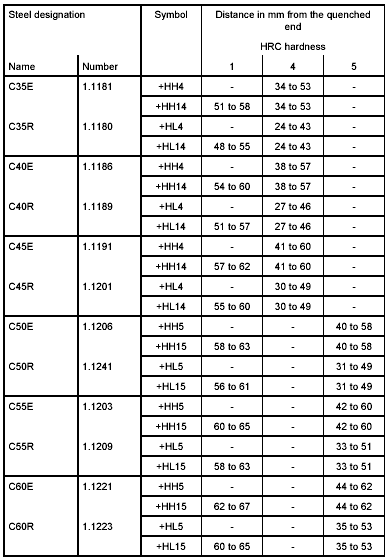 Steel designation Symbol Distance in mm from the quenched
end
HRC hardness
Name Number 1 4 5
C35E 1.1181 +HH4 - 34 to 53 -
+HH14 51 to 58 34 to 53 -
C35R 1.1180 +HL4 - 24 to 43 -
+HL14 48 to 55 24 to 43 -
C40E 1.1186 +HH4 - 38 to 57 -
+HH14 54 to 60 38 to 57 -
C40R 1.1189 +HL4 - 27 to 46 -
+HL14 51 to 57 27 to 46 -
C45E 1.1191 +HH4 - 41 to 60 -
+HH14 57 to 62 41 to 60 -
C45R 1.1201 +HL4 - 30 to 49 -
+HL14 55 to 60 30 to 49 -
C50E 1.1206 +HH5 - - 40 to 58
+HH15 58 to 63 - 40 to 58
C50R 1.1241 +HL5 - - 31 to 49
+HL15 56 to 61 - 31 to 49
C55E 1.1203 +HH5 - - 42 to 60
+HH15 60 to 65 - 42 to 60
C55R 1.1209 +HL5 - - 33 to 51
+HL15 58 to 63 - 33 to 51
C60E 1.1221 +HH5 - - 44 to 62
+HH15 62 to 67 - 44 to 62
C60R 1.1223 +HL5 - - 35 to 53
+HL15 60 to 65 - 35 to 53